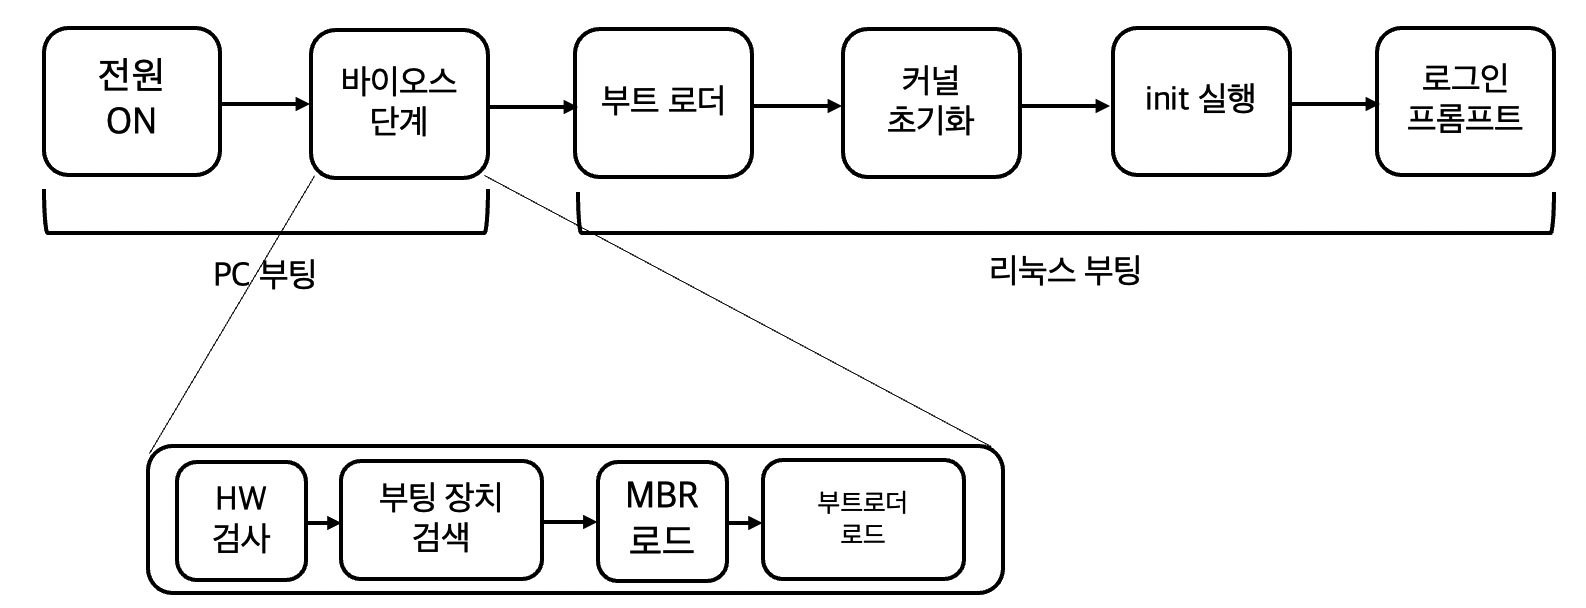 전원
ON
바이오스
단계
부트 로더
커널
초기화
init 실행
로그인
프롬프트
PC 부팅
리눅스 부팅
HW
검사
부팅 장치
검색
MBR
로드
부트로더
로드